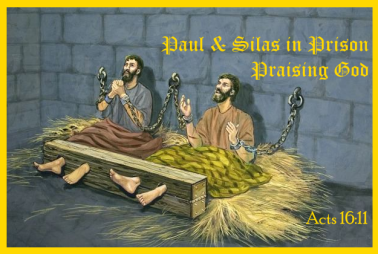 Paul & Silas in Prison
Praising God
Acts 16:11